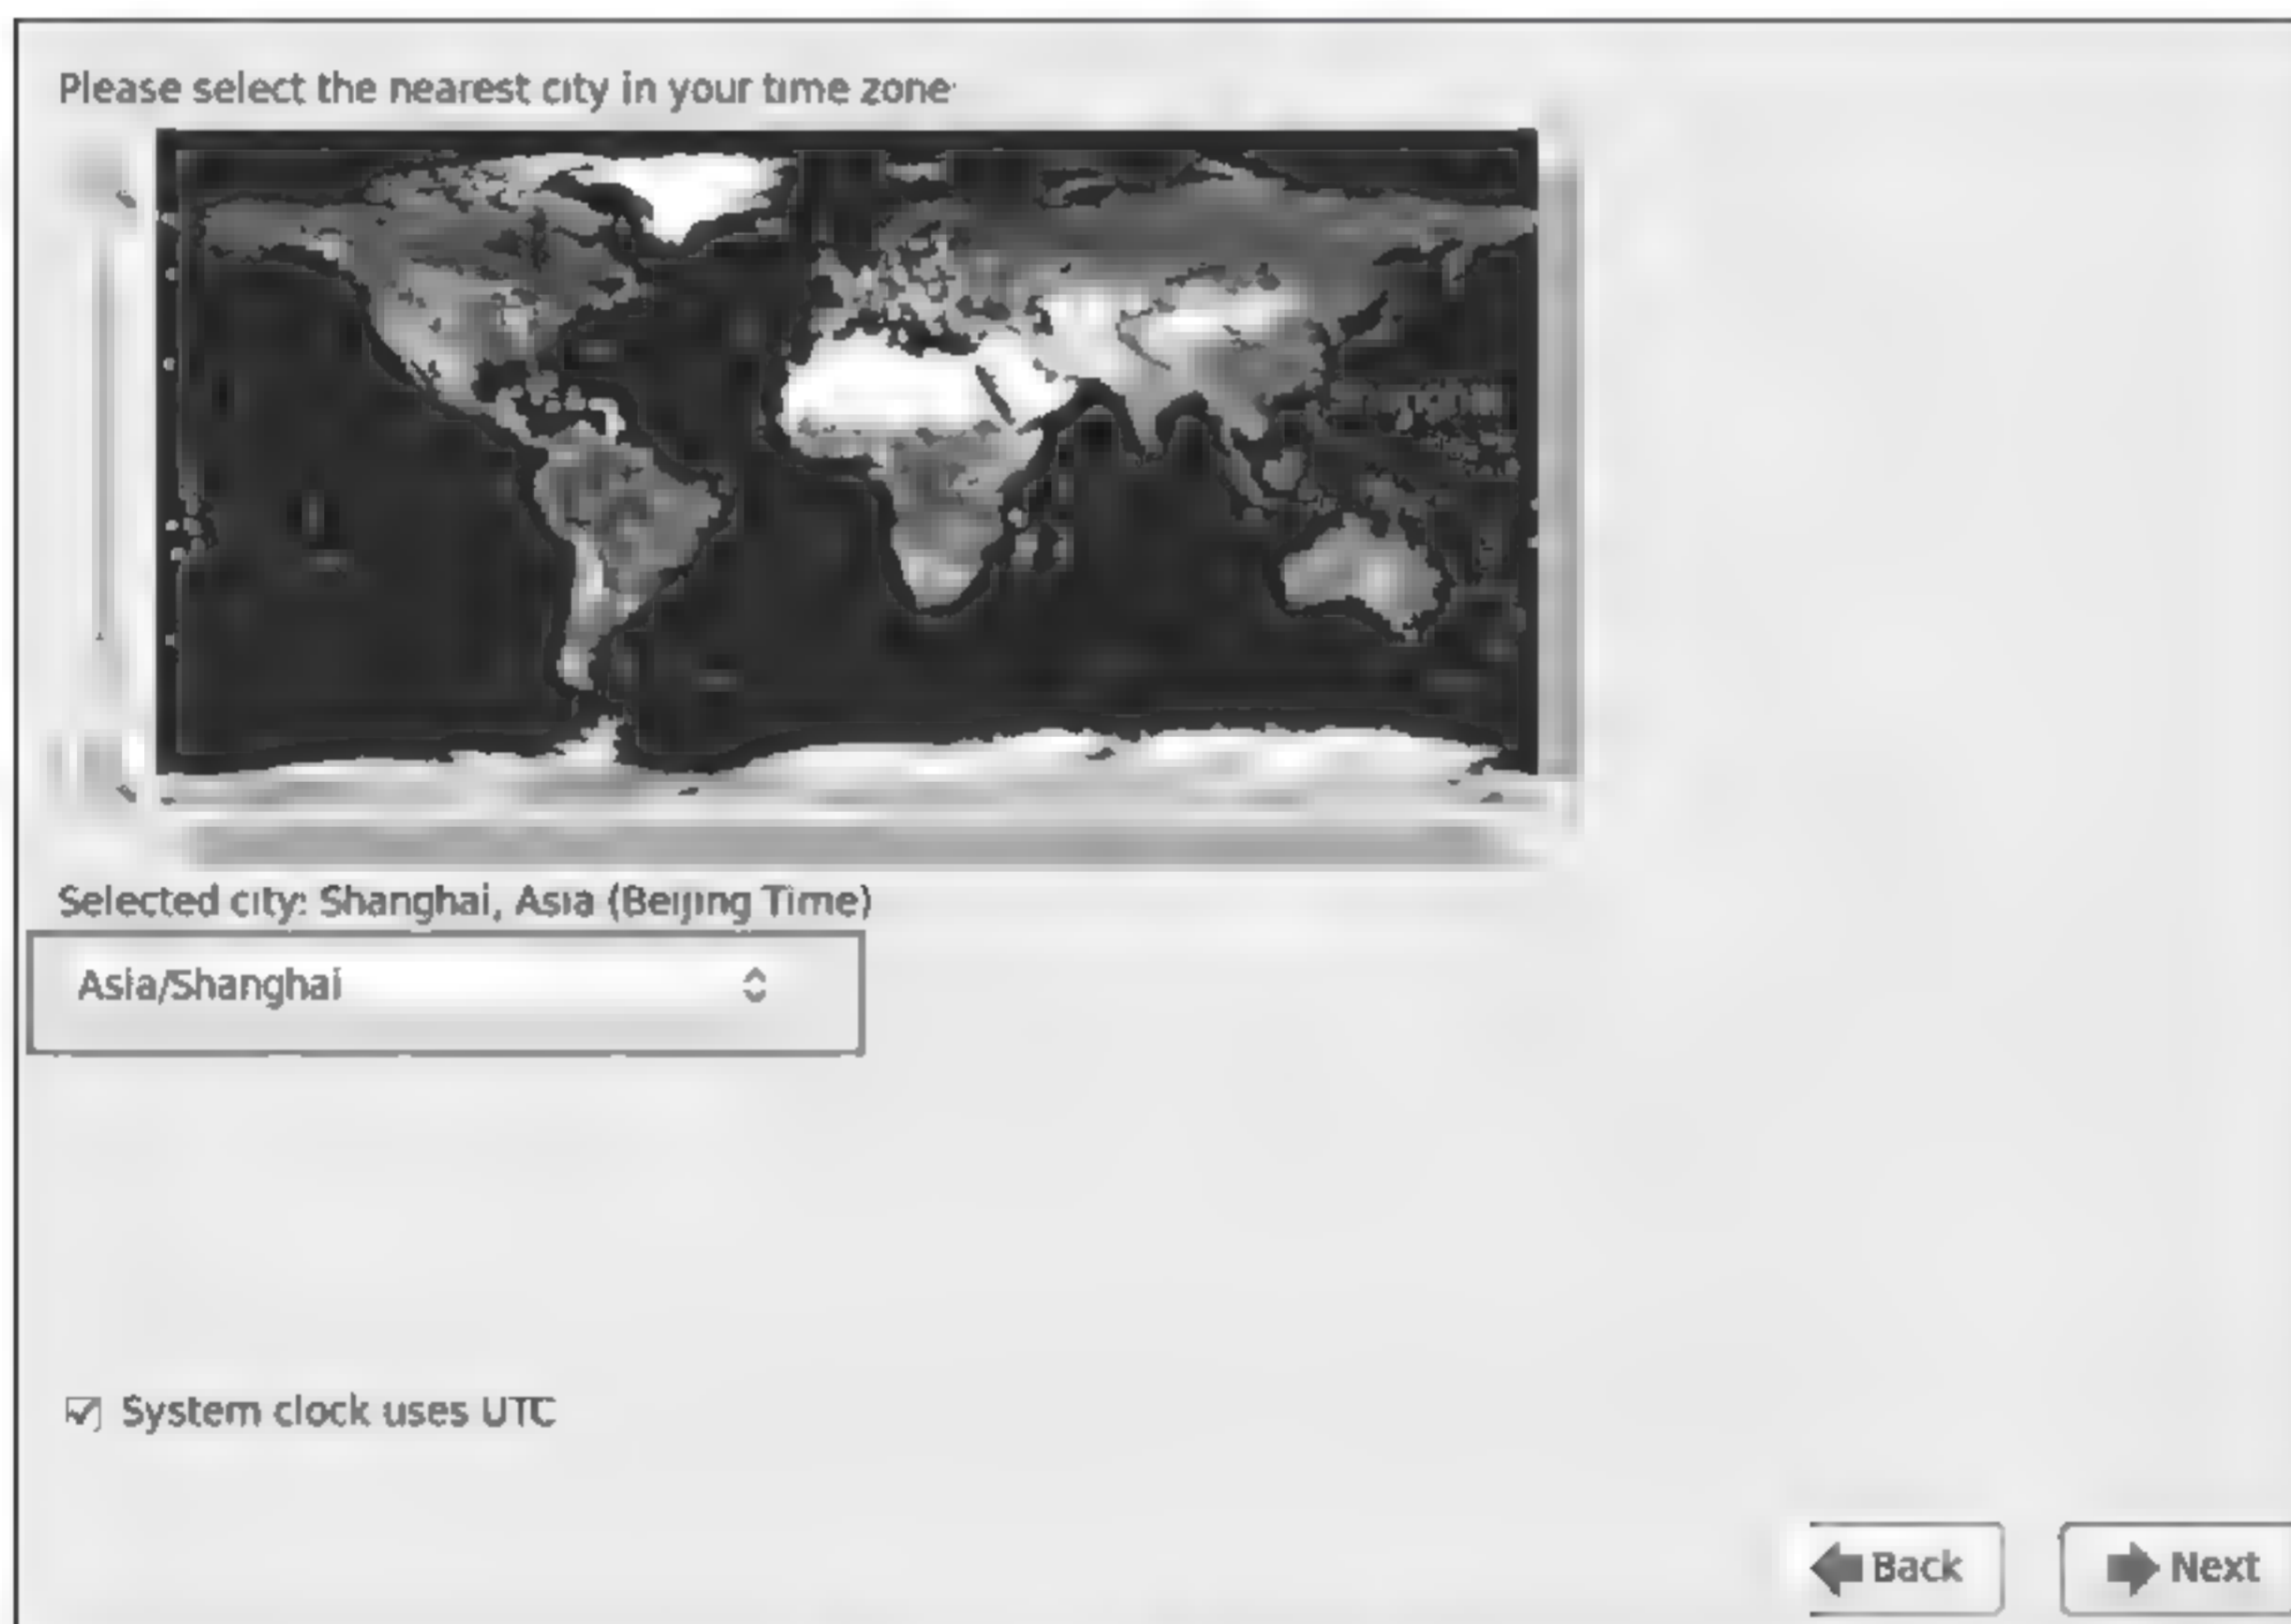 Please select the nearest city in your time zone:
Selected city: Shanghai, Asia (Beijing Time)
Asia/Shanghai
System clock uses UTC
Back
Next